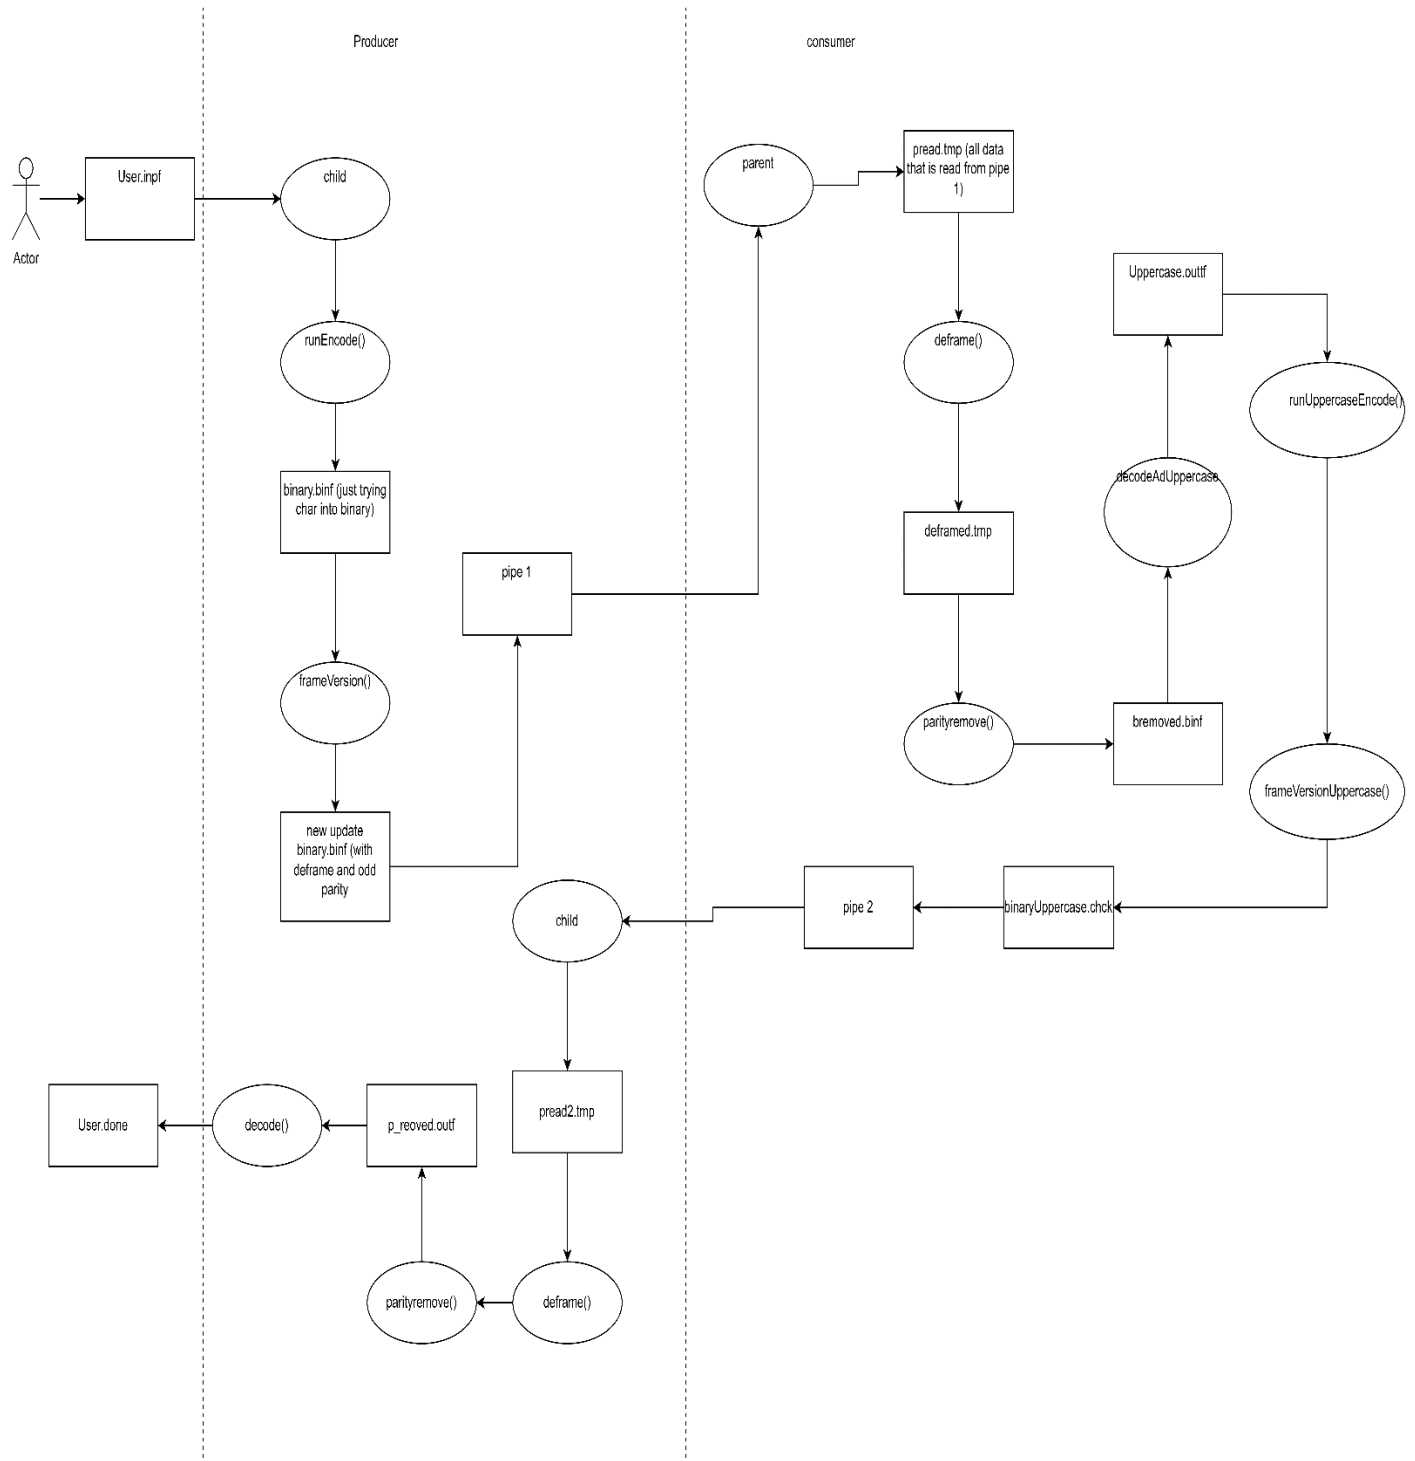 Producer
consumer
Actor
User.inpf
child
runEncode()
binary.binf (just trying
char into binary)
frameVersion()
new update
binary.binf (with
deframe and odd
parity
pipe 1
parent
pread.tmp (all data
that is read from pipe
1)
deframe()
deframed.tmp
parityremove()
bremoved.binf
decodeAdUppercase
Uppercase.outtf
runUppercaseEncode()
frameVersionUppercase()
binaryUppercase.chck
pipe 2
child
pread2.tmp
deframe()
parityremove()
p_reoved.outf
decode()
User.done